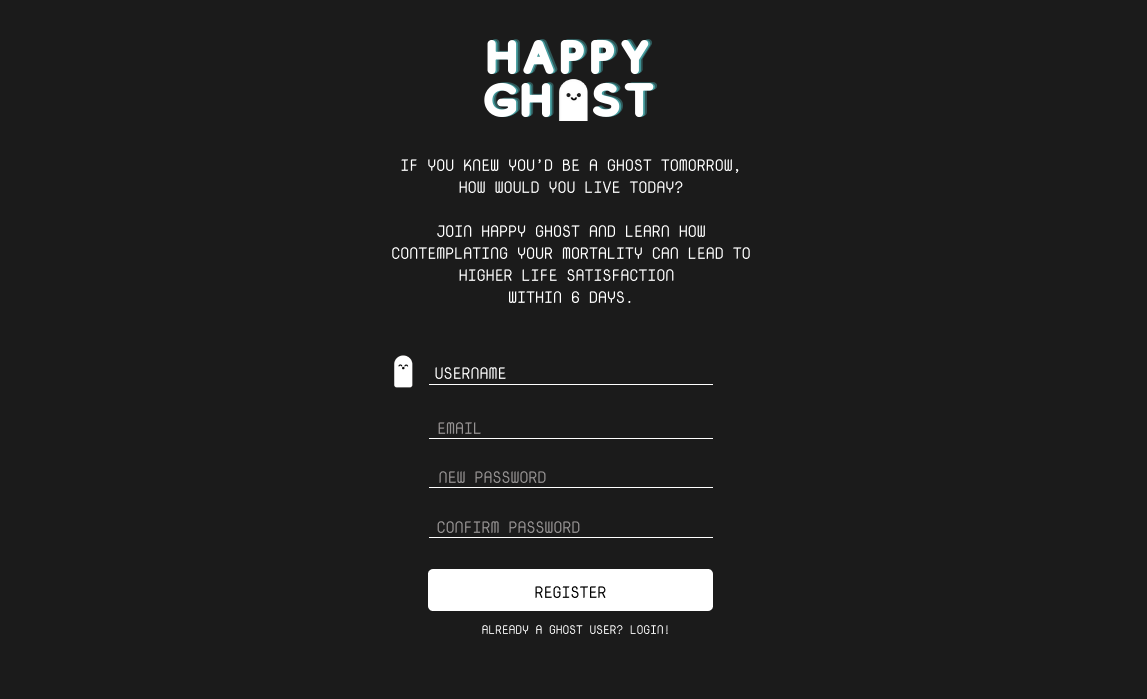 HAPPY
GHOST
IF YOU KNEW YOU'D BE A GHOST TOMORROW,
HOW WOULD YOU LIVE TODAY?
JOIN HAPPY GHOST AND LEARN HOW
CONTEMPLATING YOUR MORTALITY CAN LEAD TO
HIGHER LIFE SATISFACTION
WITHIN 6 DAYS.
USERNAME
EMAIL
NEW PASSWORD
CONFIRM PASSWORD
REGISTER
ALREADY A GHOST USER? LOGIN!